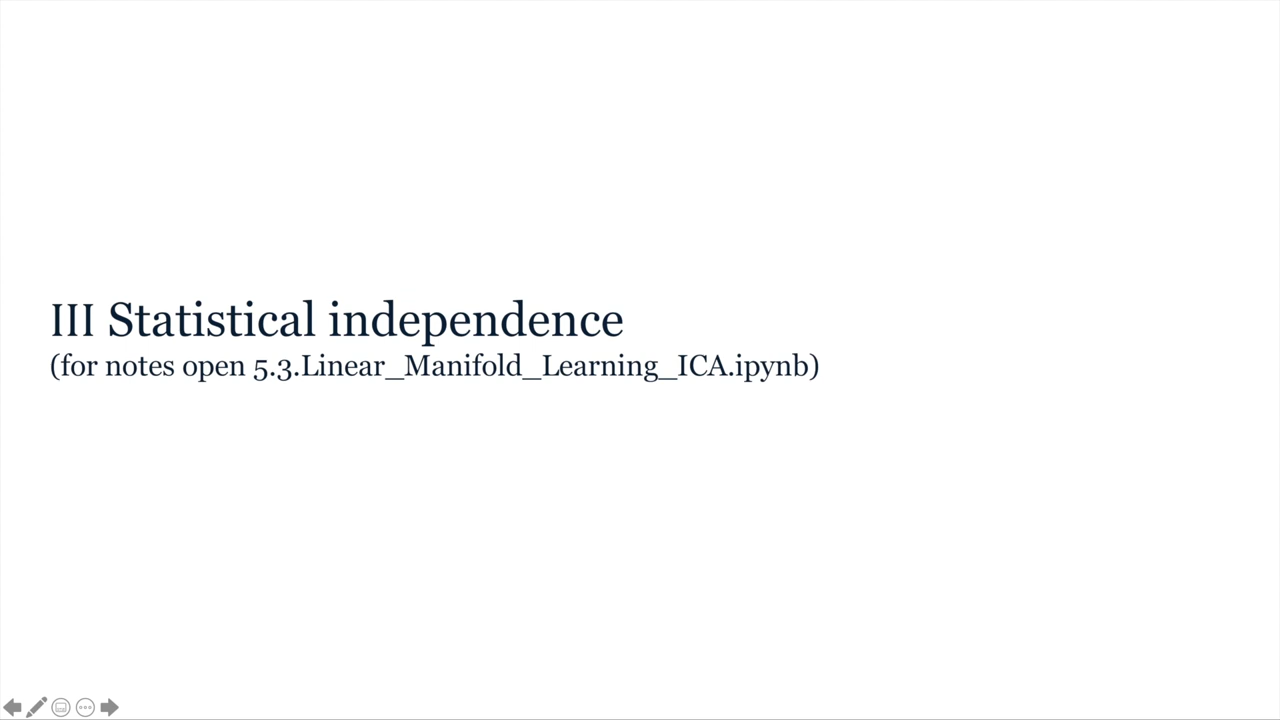 III Statistical independence
(for notes open 5.3.Linear_Manifold_Learning_ICA.ipynb)